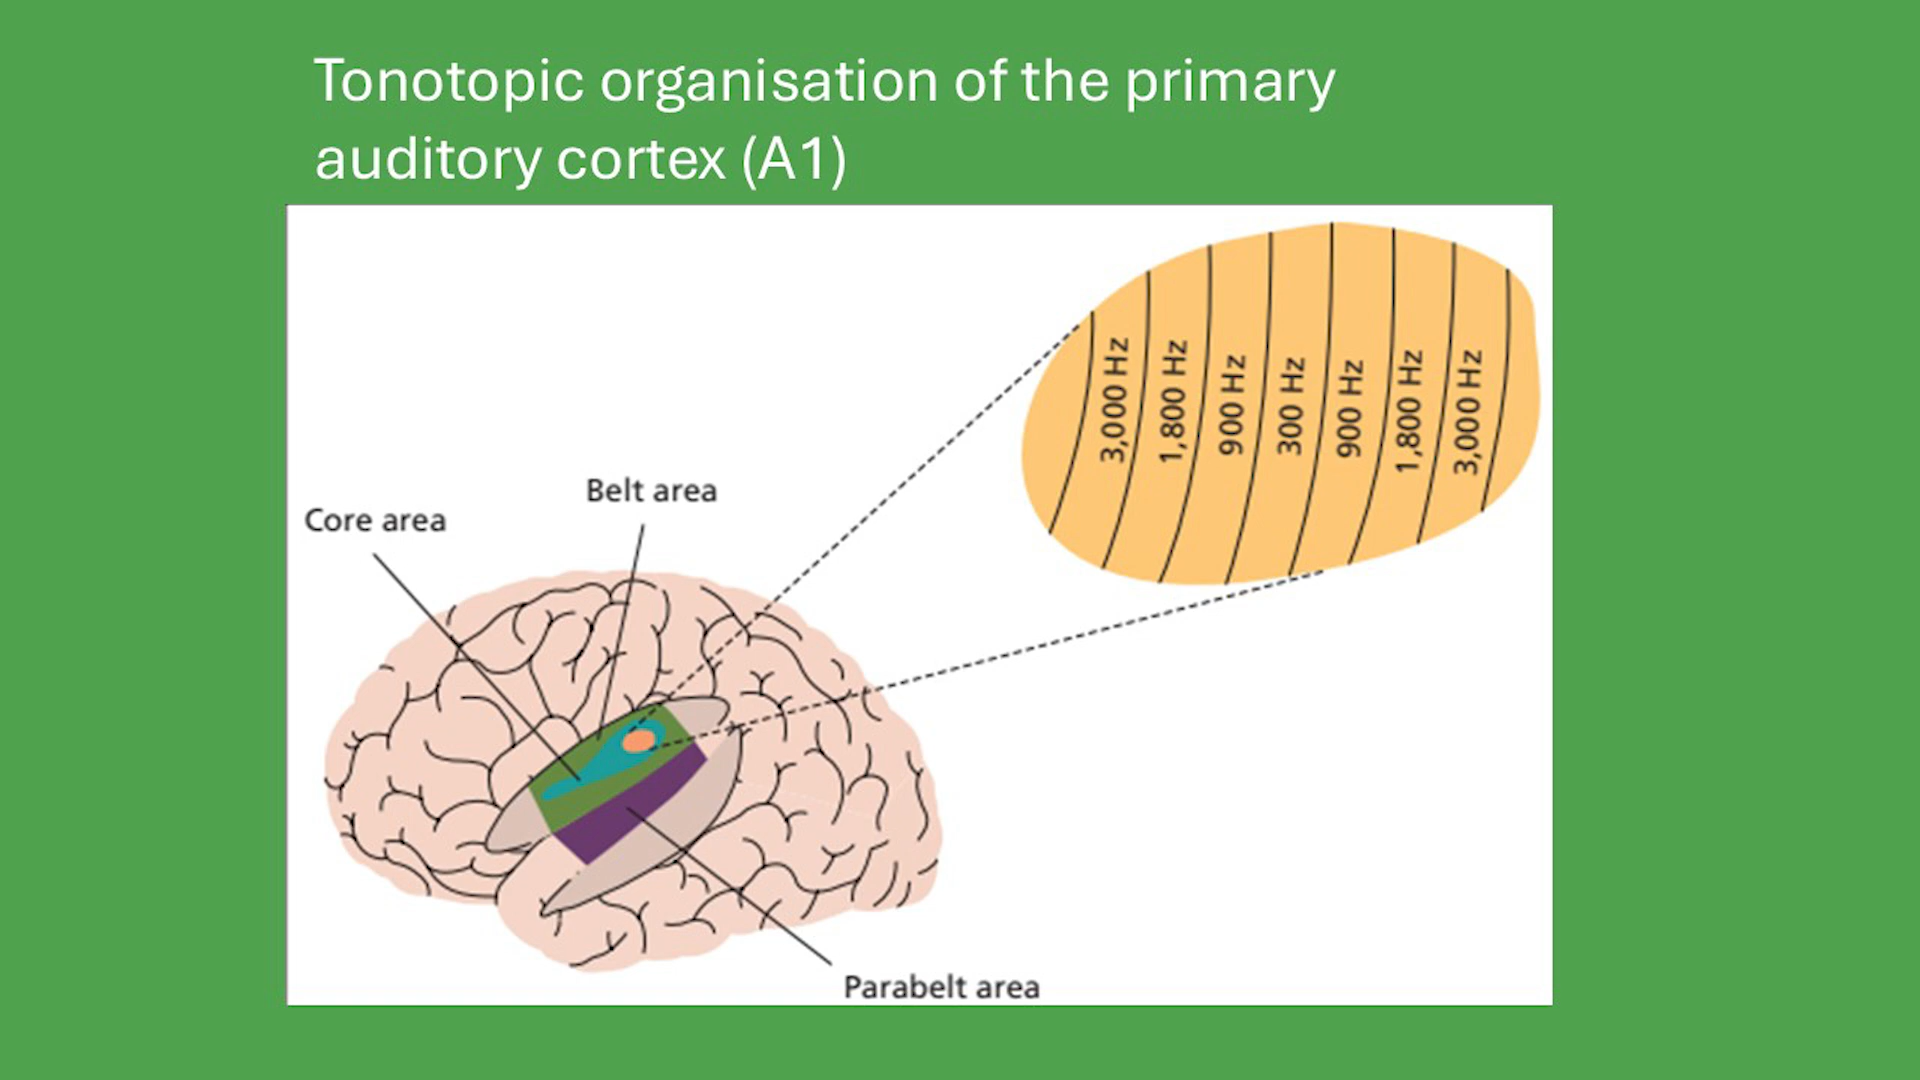 Tonotopic organisation of the primary
auditory cortex (A1)
3,000 Hz
1,800 Hz
900 Hz
300 Hz
900 Hz
1,800 Hz
3,000 Hz
Belt area
Core area
Parabelt area